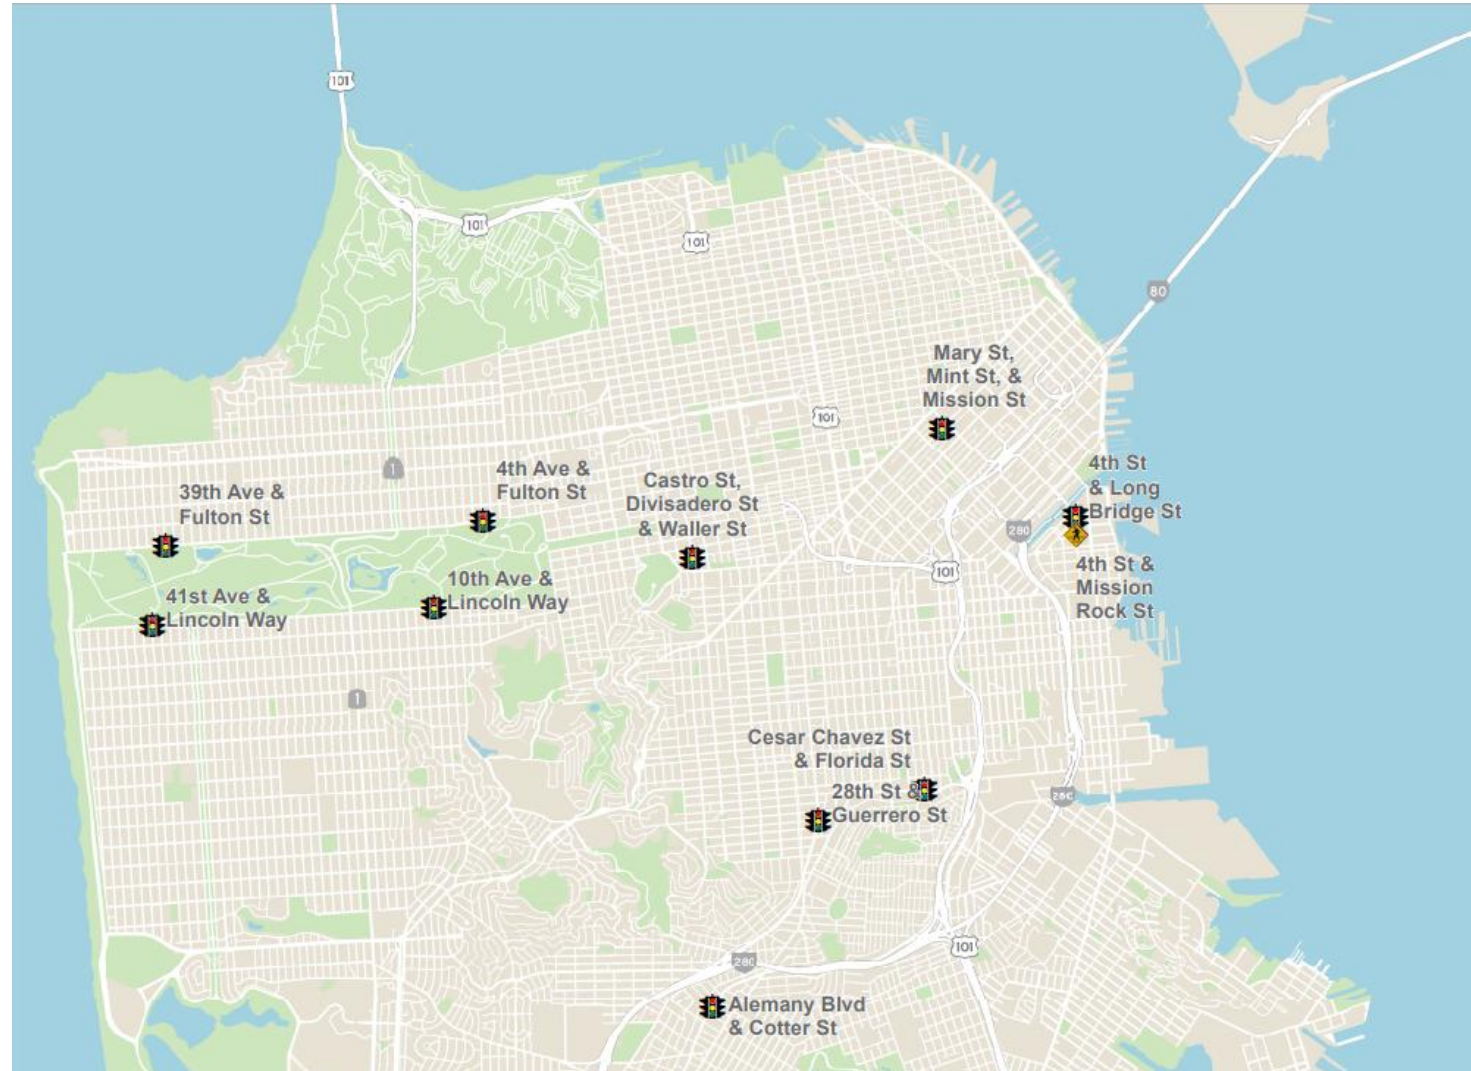 101
101
101
80
Mary St,
Mint St, &
Mission St
101
1
4th Ave &
Fulton St
39th Ave &
Fulton St
Castro St,
Divisadero St
& Waller St
4th St
& Long
Bridge St
280
101
4th St &
Mission
Rock St
10th Ave &
Lincoln Way
41st Ave &
Lincoln Way
1
Cesar Chavez St
& Florida St
28th St &
Guerrero St
280
101
280
Alemany Blvd
& Cotter St